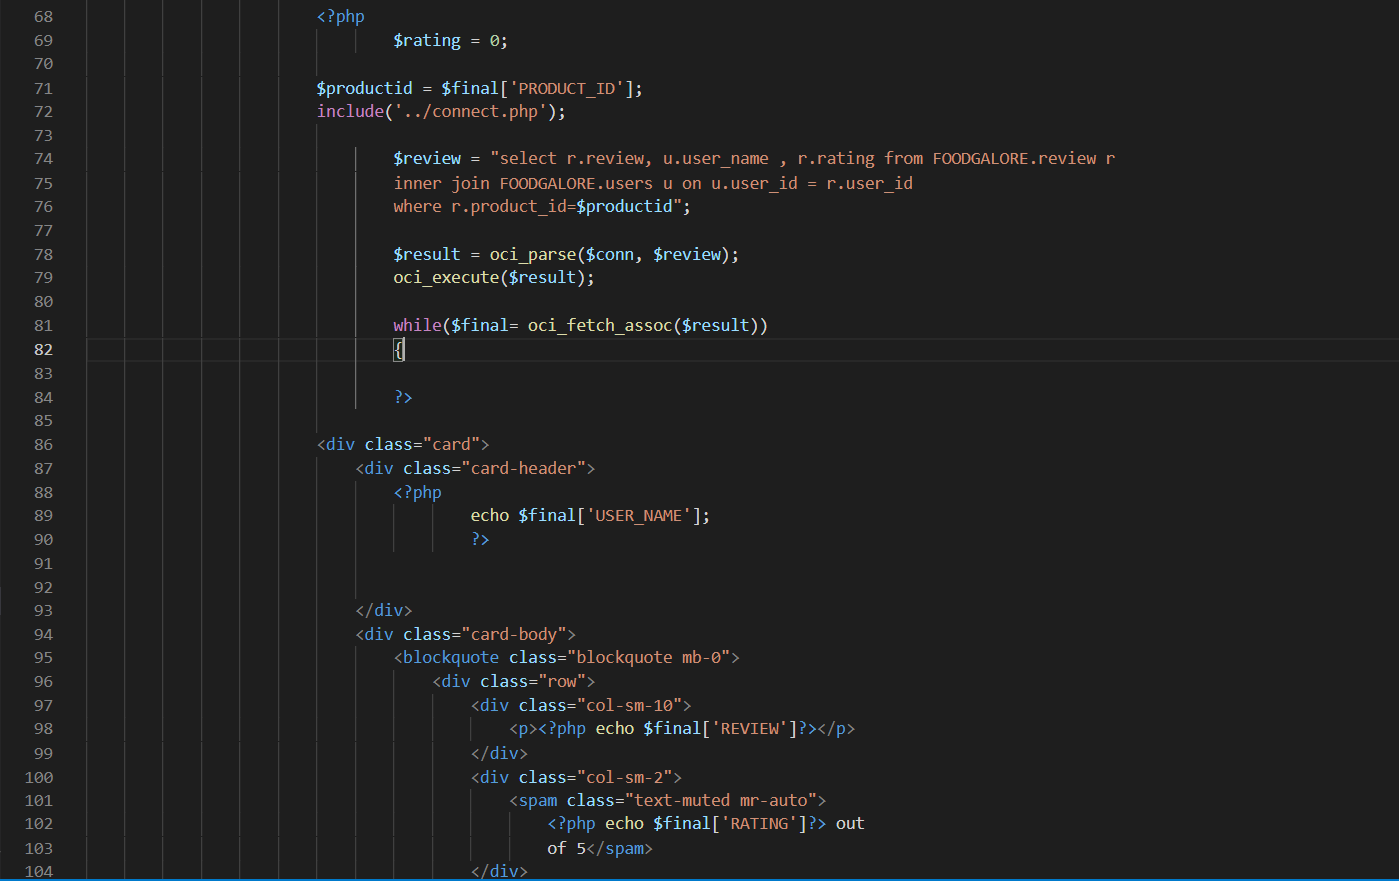 68 <?php
69 $rating = 0;
70
71 $productid = $final['PRODUCT_ID'];
72 include('../connect.php');
73
74 $review = "select r.review, u.user_name , r.rating from FOODGALORE.review r
75 inner join FOODGALORE.users u on u.user_id = r.user_id
76 where r.product_id=$productid";
77
78 $result = oci_parse($conn, $review);
79 oci_execute($result);
80
81 while($final= oci_fetch_assoc($result))
82 {
83
84 ?>
85
86 <div class="card">
87 <div class="card-header">
88 <?php
89 echo $final['USER_NAME'];
90 ?>
91
92
93 </div>
94 <div class="card-body">
95 <blockquote class="blockquote mb-0">
96 <div class="row">
97 <div class="col-sm-10">
98 <p><?php echo $final['REVIEW']?></p>
99 </div>
100 <div class="col-sm-2">
101 <spam class="text-muted mr-auto">
102 <?php echo $final['RATING']?> out
103 of 5</spam>
104 </div>